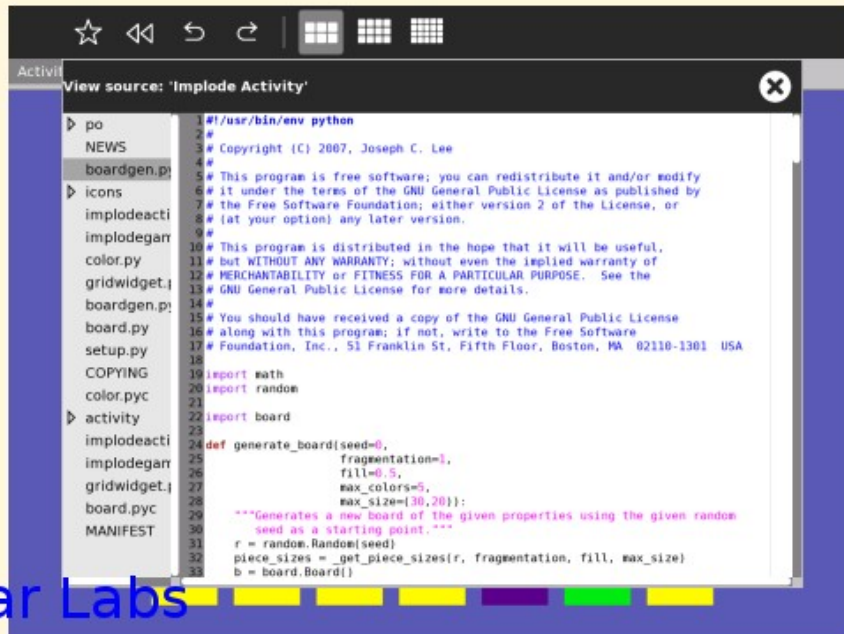 Activit
View source: 'Implode Activity'
po
NEWS
boardgen.py
icons
implodeacti
implodegam
color.py
gridwidget.p
boardgen.py
board.py
setup.py
COPYING
color.pyc
activity
implodeacti
implodegam
gridwidget.p
board.pyc
MANIFEST
1 #!/usr/bin/env python
2 #
3 # Copyright (C) 2007, Joseph C. Lee
4 #
5 # This program is free software; you can redistribute it and/or modify
6 # it under the terms of the GNU General Public License as published by
7 # the Free Software Foundation; either version 2 of the License, or
8 # (at your option) any later version.
9 #
10 # This program is distributed in the hope that it will be useful,
11 # but WITHOUT ANY WARRANTY; without even the implied warranty of
12 # MERCHANTABILITY or FITNESS FOR A PARTICULAR PURPOSE.  See the
13 # GNU General Public License for more details.
14 #
15 # You should have received a copy of the GNU General Public License
16 # along with this program; if not, write to the Free Software
17 # Foundation, Inc., 51 Franklin St, Fifth Floor, Boston, MA  02110-1301  USA
18
19 import math
20 import random
21
22 import board
23
24 def generate_board(seed=0,
25                    fragmentation=1,
26                    fill=0.5,
27                    max_colors=5,
28                    max_size=(30,20)):
29     """Generates a new board of the given properties using the given random
30        seed as a starting point."""
31     r = random.Random(seed)
32     piece_sizes = _get_piece_sizes(r, fragmentation, fill, max_size)
33     b = board.Board()
ar Labs